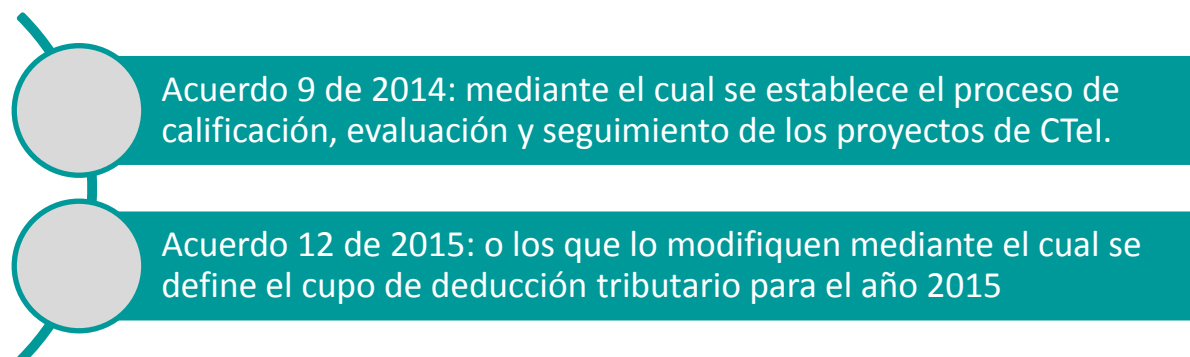 Acuerdo 9 de 2014: mediante el cual se establece el proceso de
calificación, evaluación y seguimiento de los proyectos de CTeI.
Acuerdo 12 de 2015: o los que lo modifiquen mediante el cual se
define el cupo de deducción tributario para el año 2015